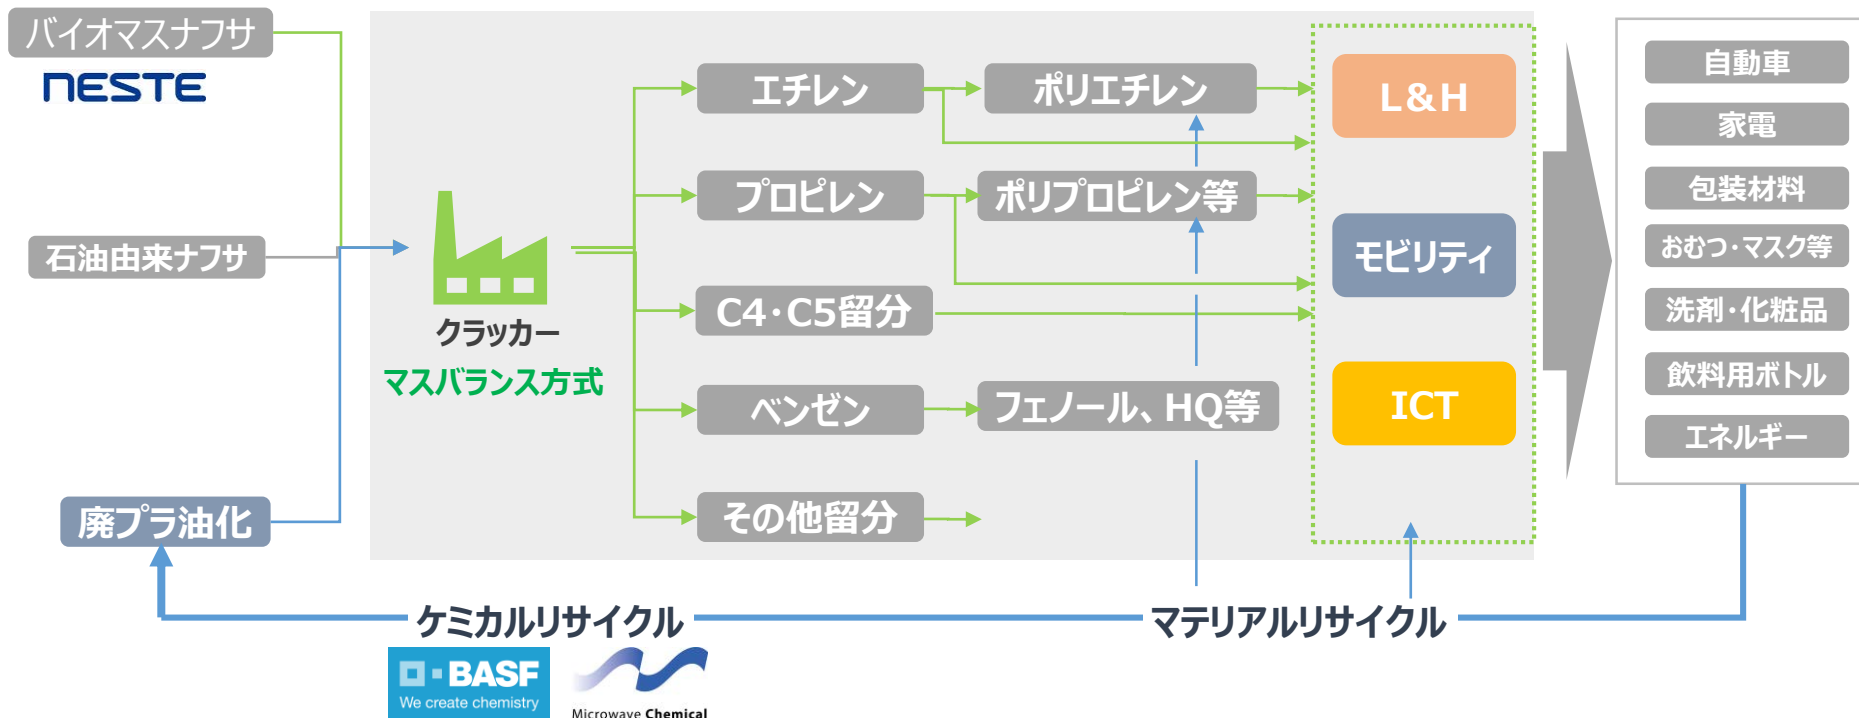 バイオマスナフサ
NESTE
石油由来ナフサ
廃プラ油化
クラッカー
マスバランス方式
エチレン
ポリエチレン
プロピレン
ポリプロピレン等
C4・C5留分
ベンゼン
フェノール、HQ等
その他留分
L&H
モビリティ
ICT
自動車
家電
包装材料
おむつ・マスク等
洗剤・化粧品
飲料用ボトル
エネルギー
ケミカルリサイクル
マテリアルリサイクル
BASF
We create chemistry
Microwave Chemical